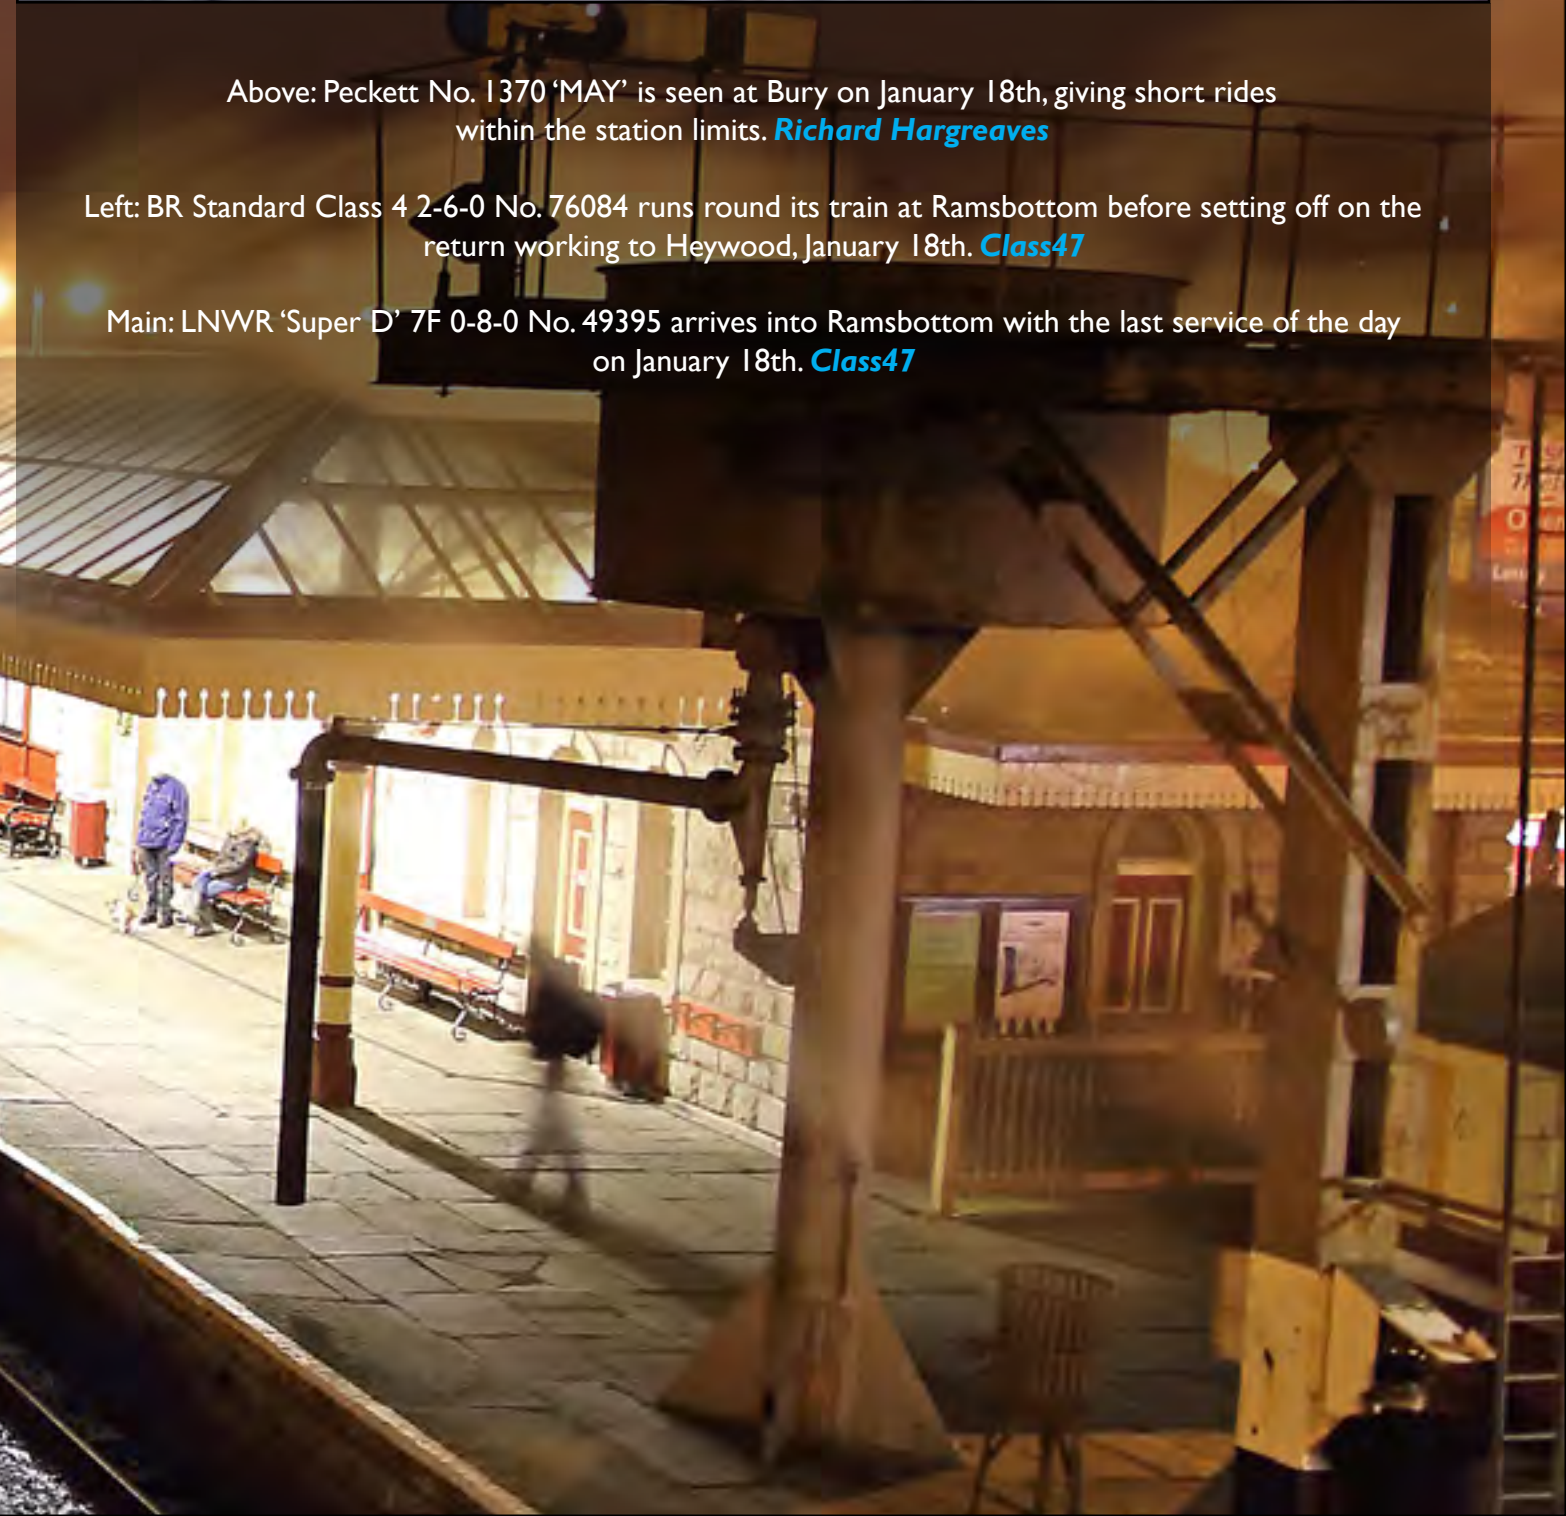 Above: Peckett No. 1370 ‘MAY’ is seen at Bury on January 18th, giving short rides
within the station limits. Richard Hargreaves
Left: BR Standard Class 4 2-6-0 No. 76084 runs round its train at Ramsbottom before setting off on the
return working to Heywood, January 18th. Class47
Main: LNWR ‘Super D’ 7F 0-8-0 No. 49395 arrives into Ramsbottom with the last service of the day
on January 18th. Class47